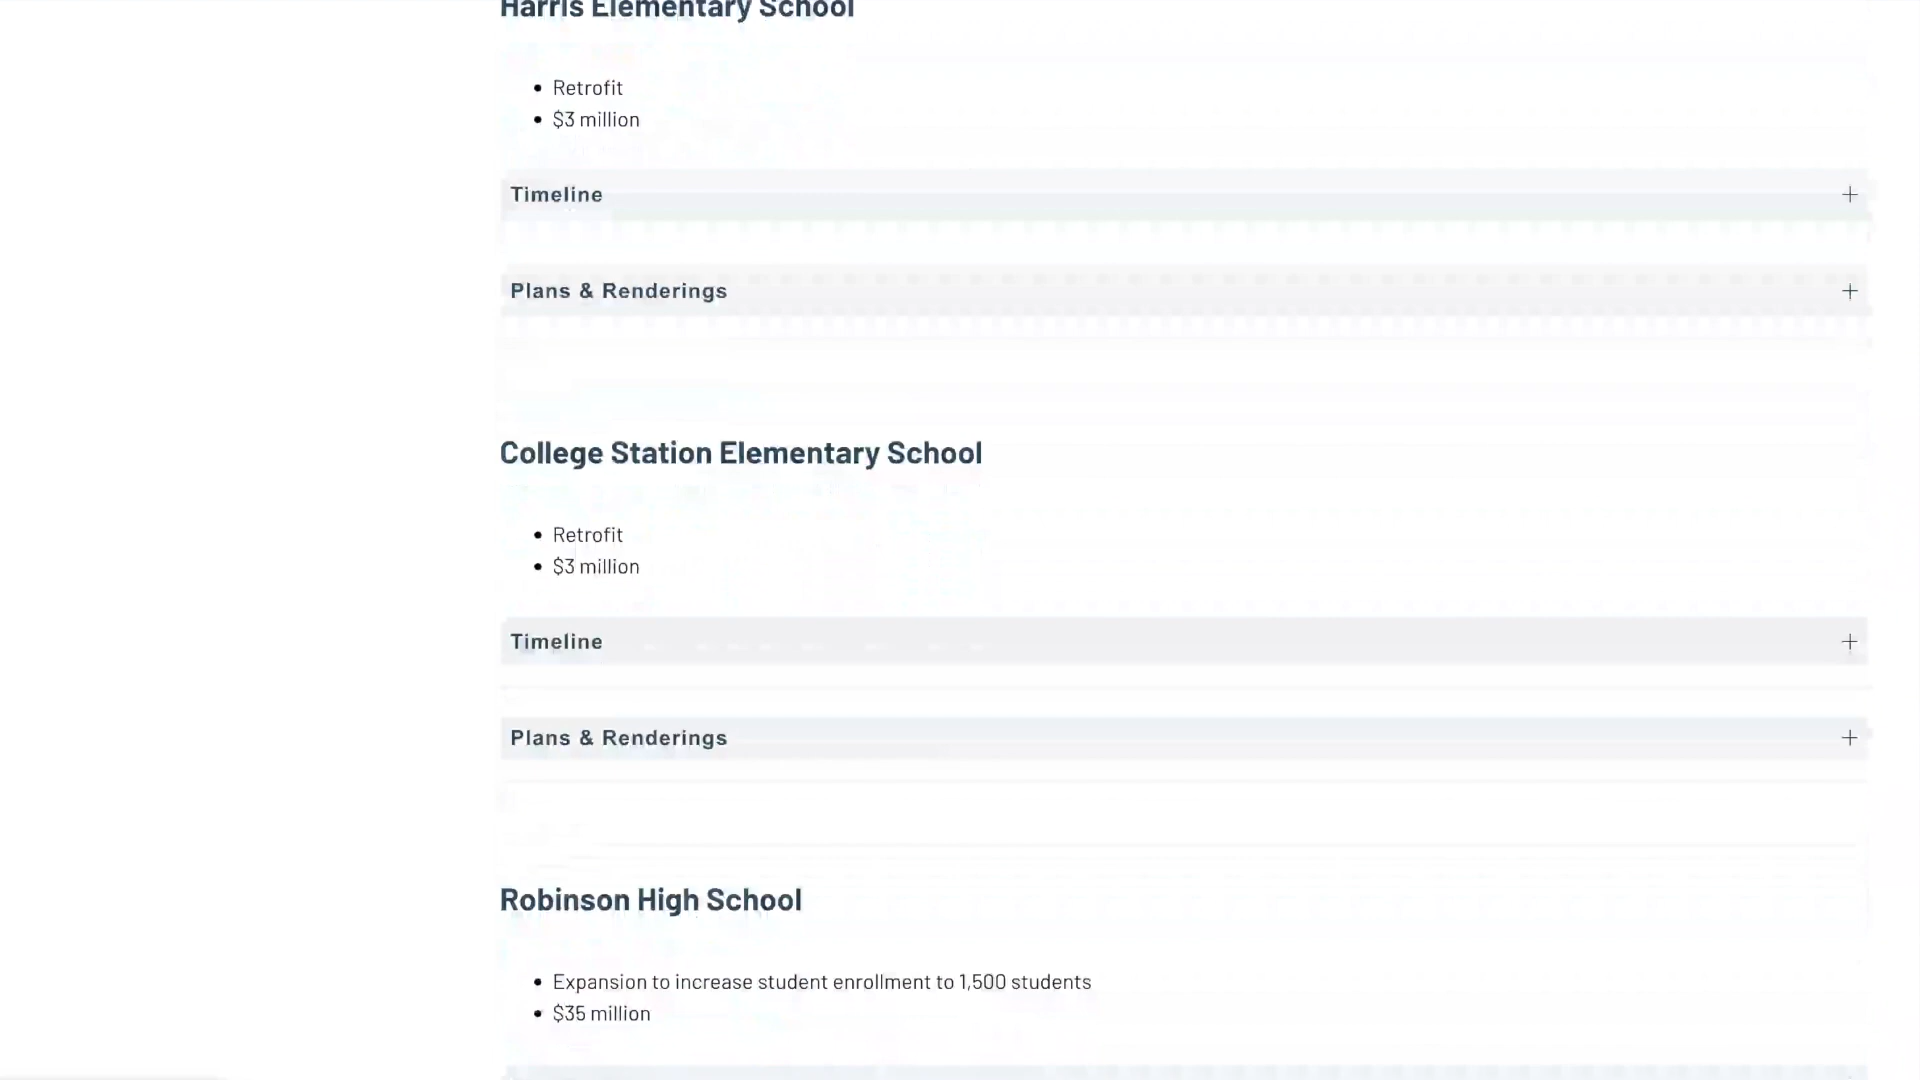 Harris Elementary School
Retrofit
$3 million
Timeline
Plans & Renderings
College Station Elementary School
Retrofit
$3 million
Timeline
Plans & Renderings
Robinson High School
Expansion to increase student enrollment to 1,500 students
$35 million